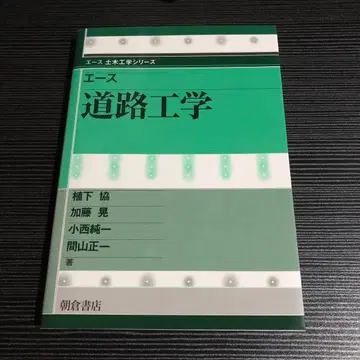 エース 土木工学シリーズ
エース
道路工学
植下 協
加藤 晃
小西純一
間山正一
著
朝倉書店